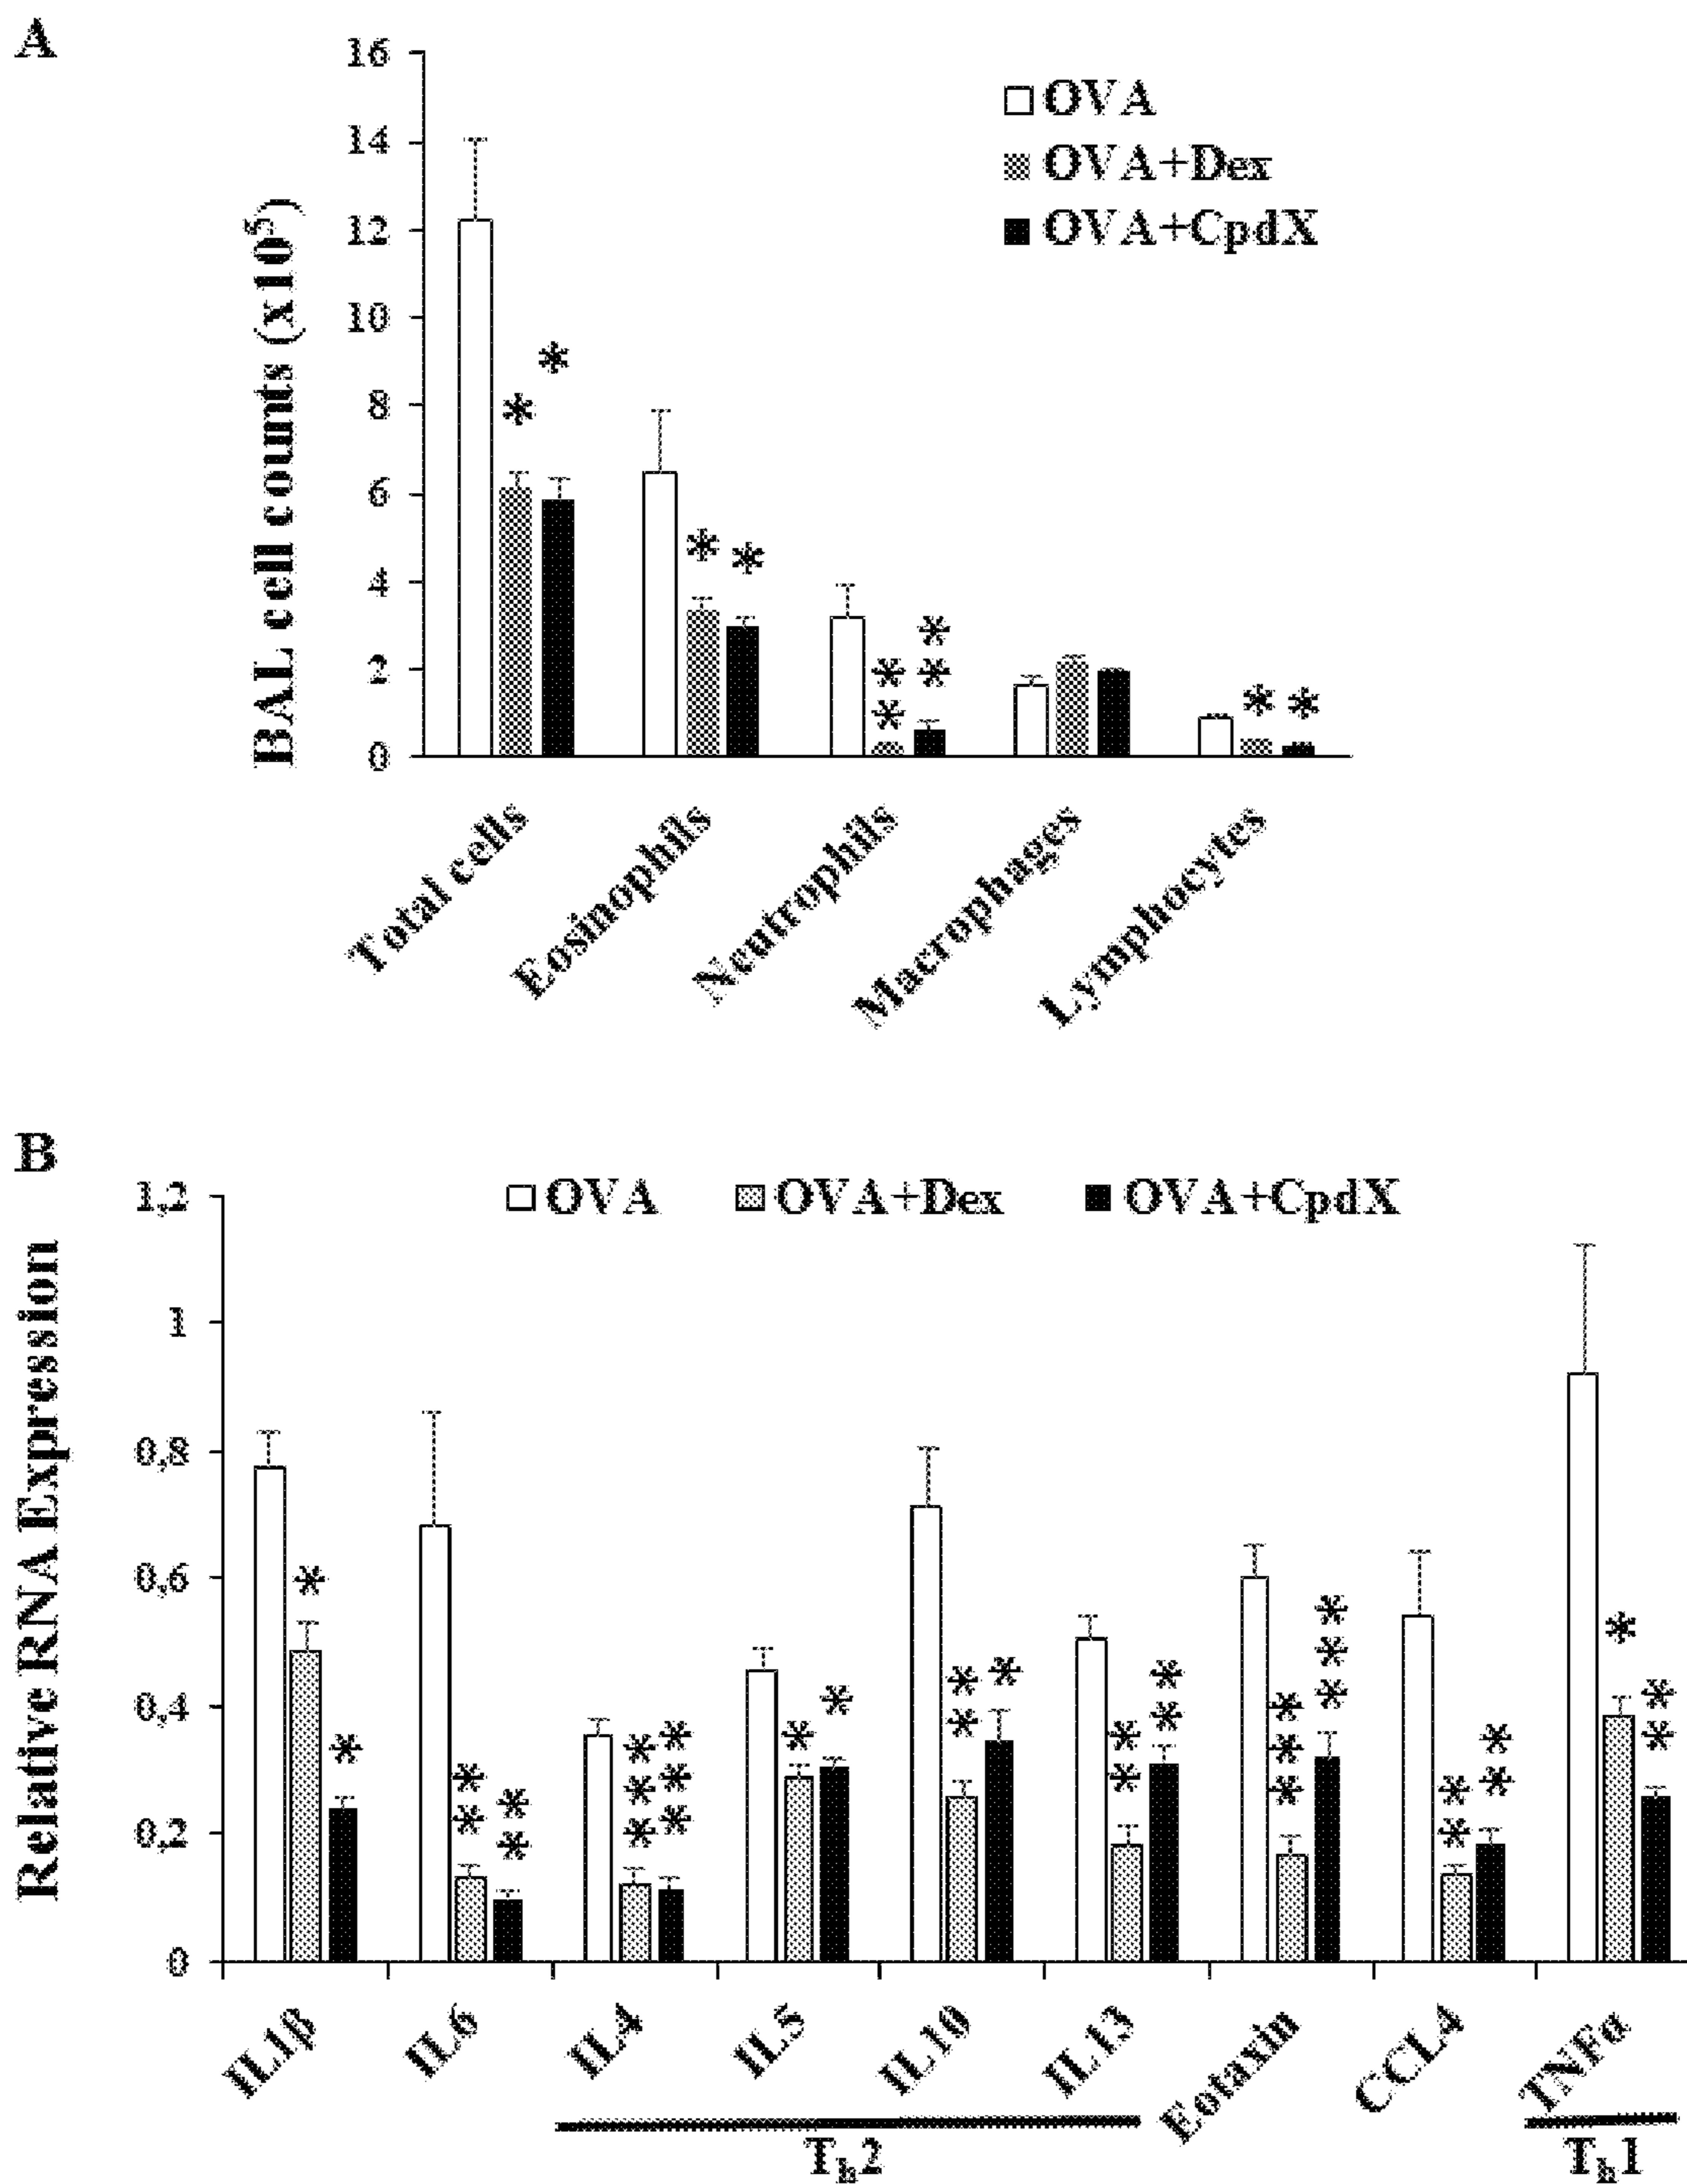 A
16
14
12
10
8
6
4
2
0
BAL cell counts (x10⁵)
OVA
OVA+Dex
OVA+CpdX
*
*
*
*
**
**
*
*
Total cells
Eosinophils
Neutrophils
Macrophages
Lymphocytes
B
OVA
OVA+Dex
OVA+CpdX
1,2
1
0,8
0,6
0,4
0,2
0
Relative RNA Expression
*
*
**
**
***
***
*
*
**
*
**
**
***
***
**
**
*
**
IL1β
IL6
IL4
IL5
IL10
IL13
Eotaxin
CCL4
TNFα
Tₕ2
Tₕ1